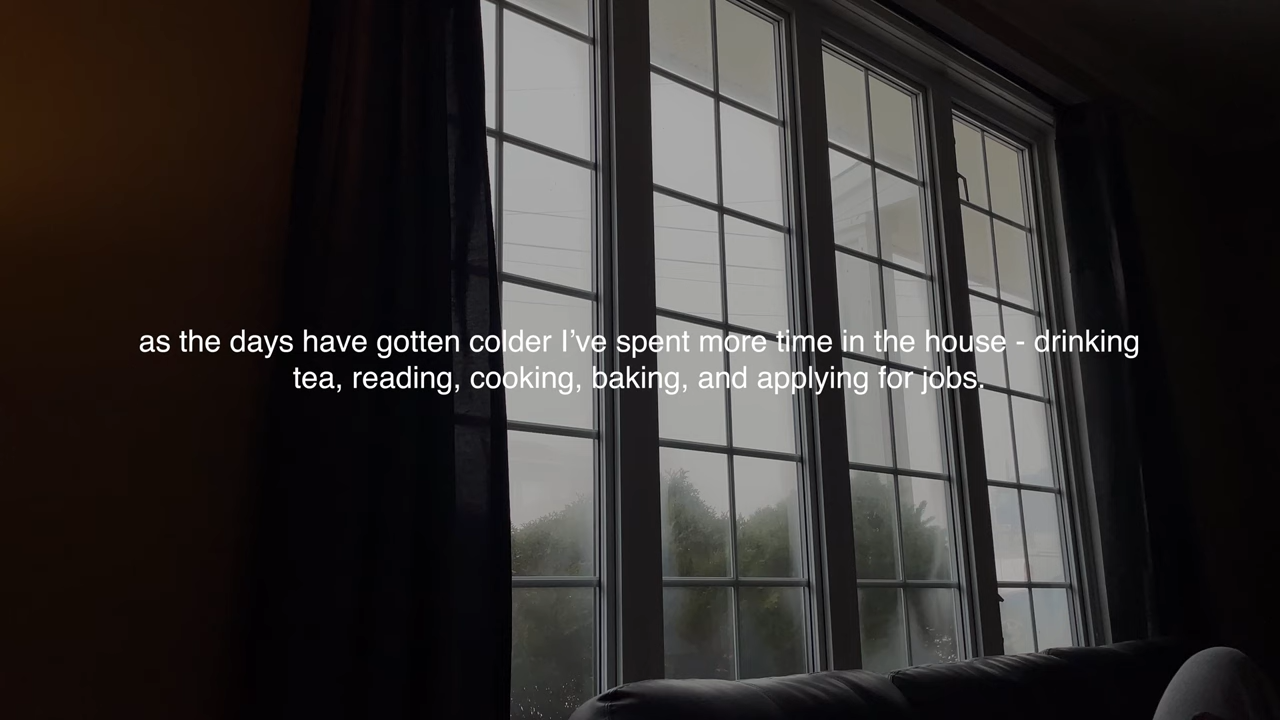 as the days have gotten colder I’ve spent more time in the house - drinking
tea, reading, cooking, baking, and applying for jobs.